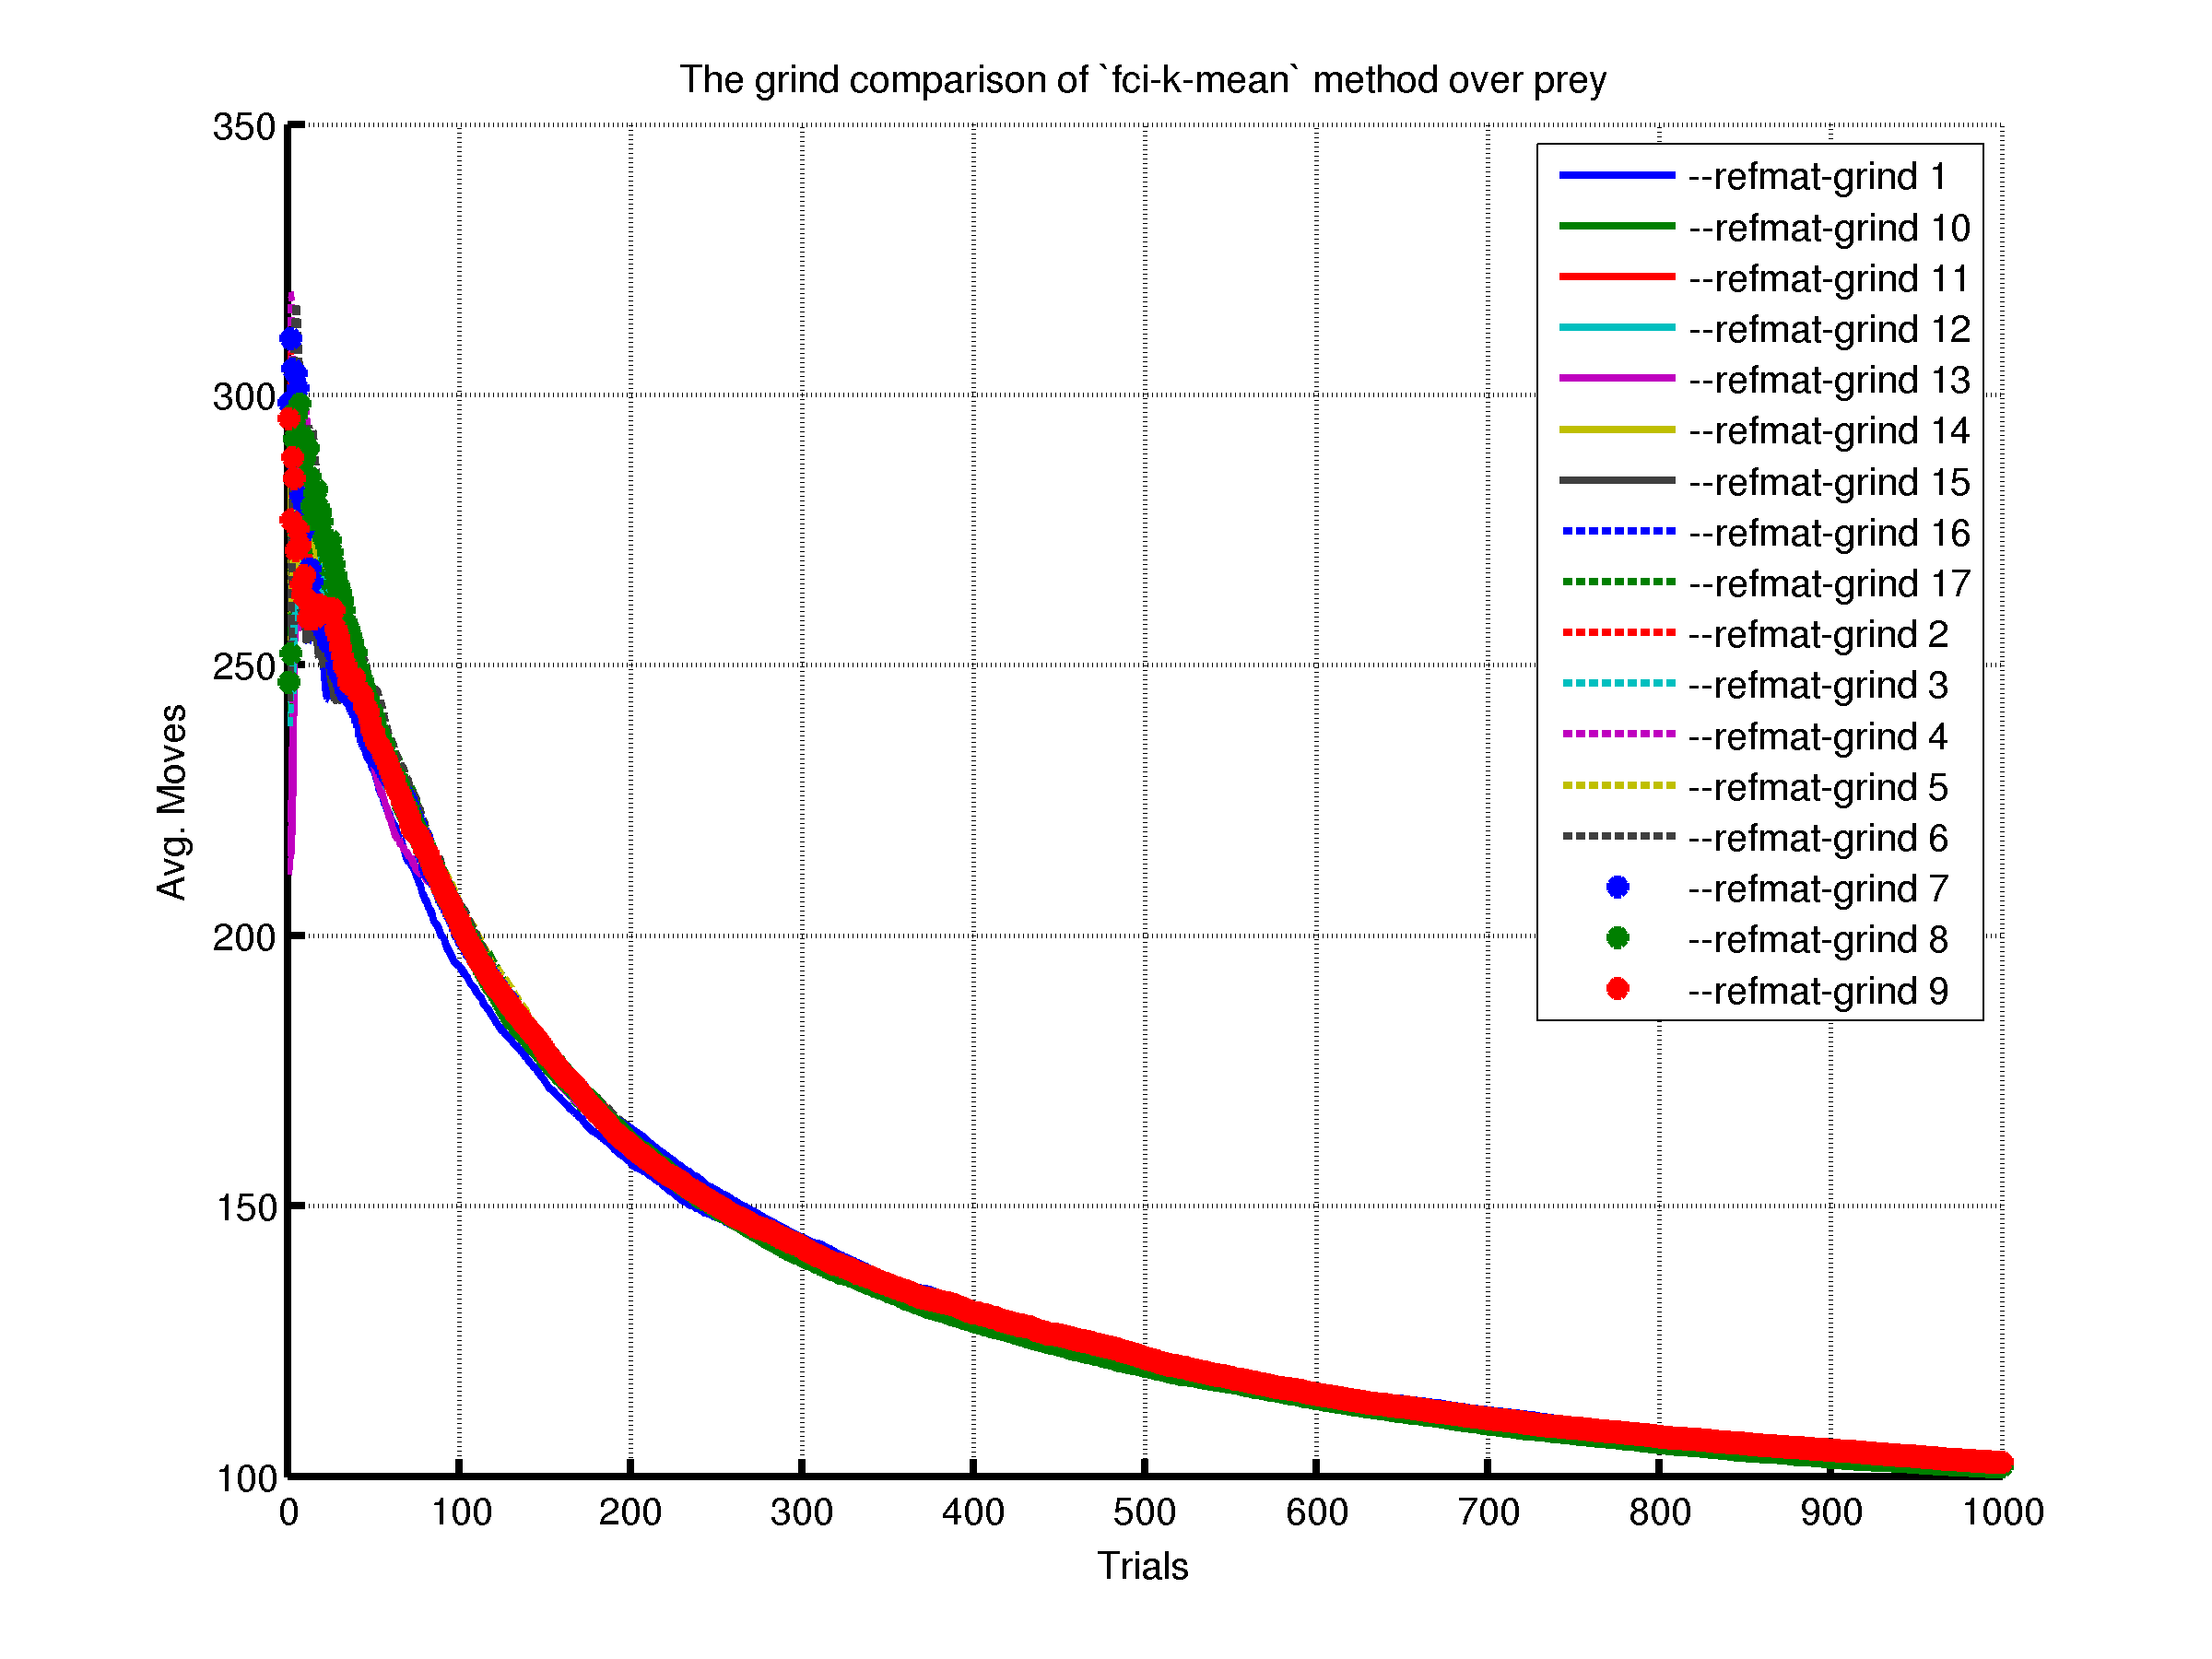 The grind comparison of `fci-k-mean` method over prey
350
300
250
200
150
100
Avg. Moves
0 100 200 300 400 500 600 700 800 900 1000
Trials
--refmat-grind 1
--refmat-grind 10
--refmat-grind 11
--refmat-grind 12
--refmat-grind 13
--refmat-grind 14
--refmat-grind 15
--refmat-grind 16
--refmat-grind 17
--refmat-grind 2
--refmat-grind 3
--refmat-grind 4
--refmat-grind 5
--refmat-grind 6
--refmat-grind 7
--refmat-grind 8
--refmat-grind 9